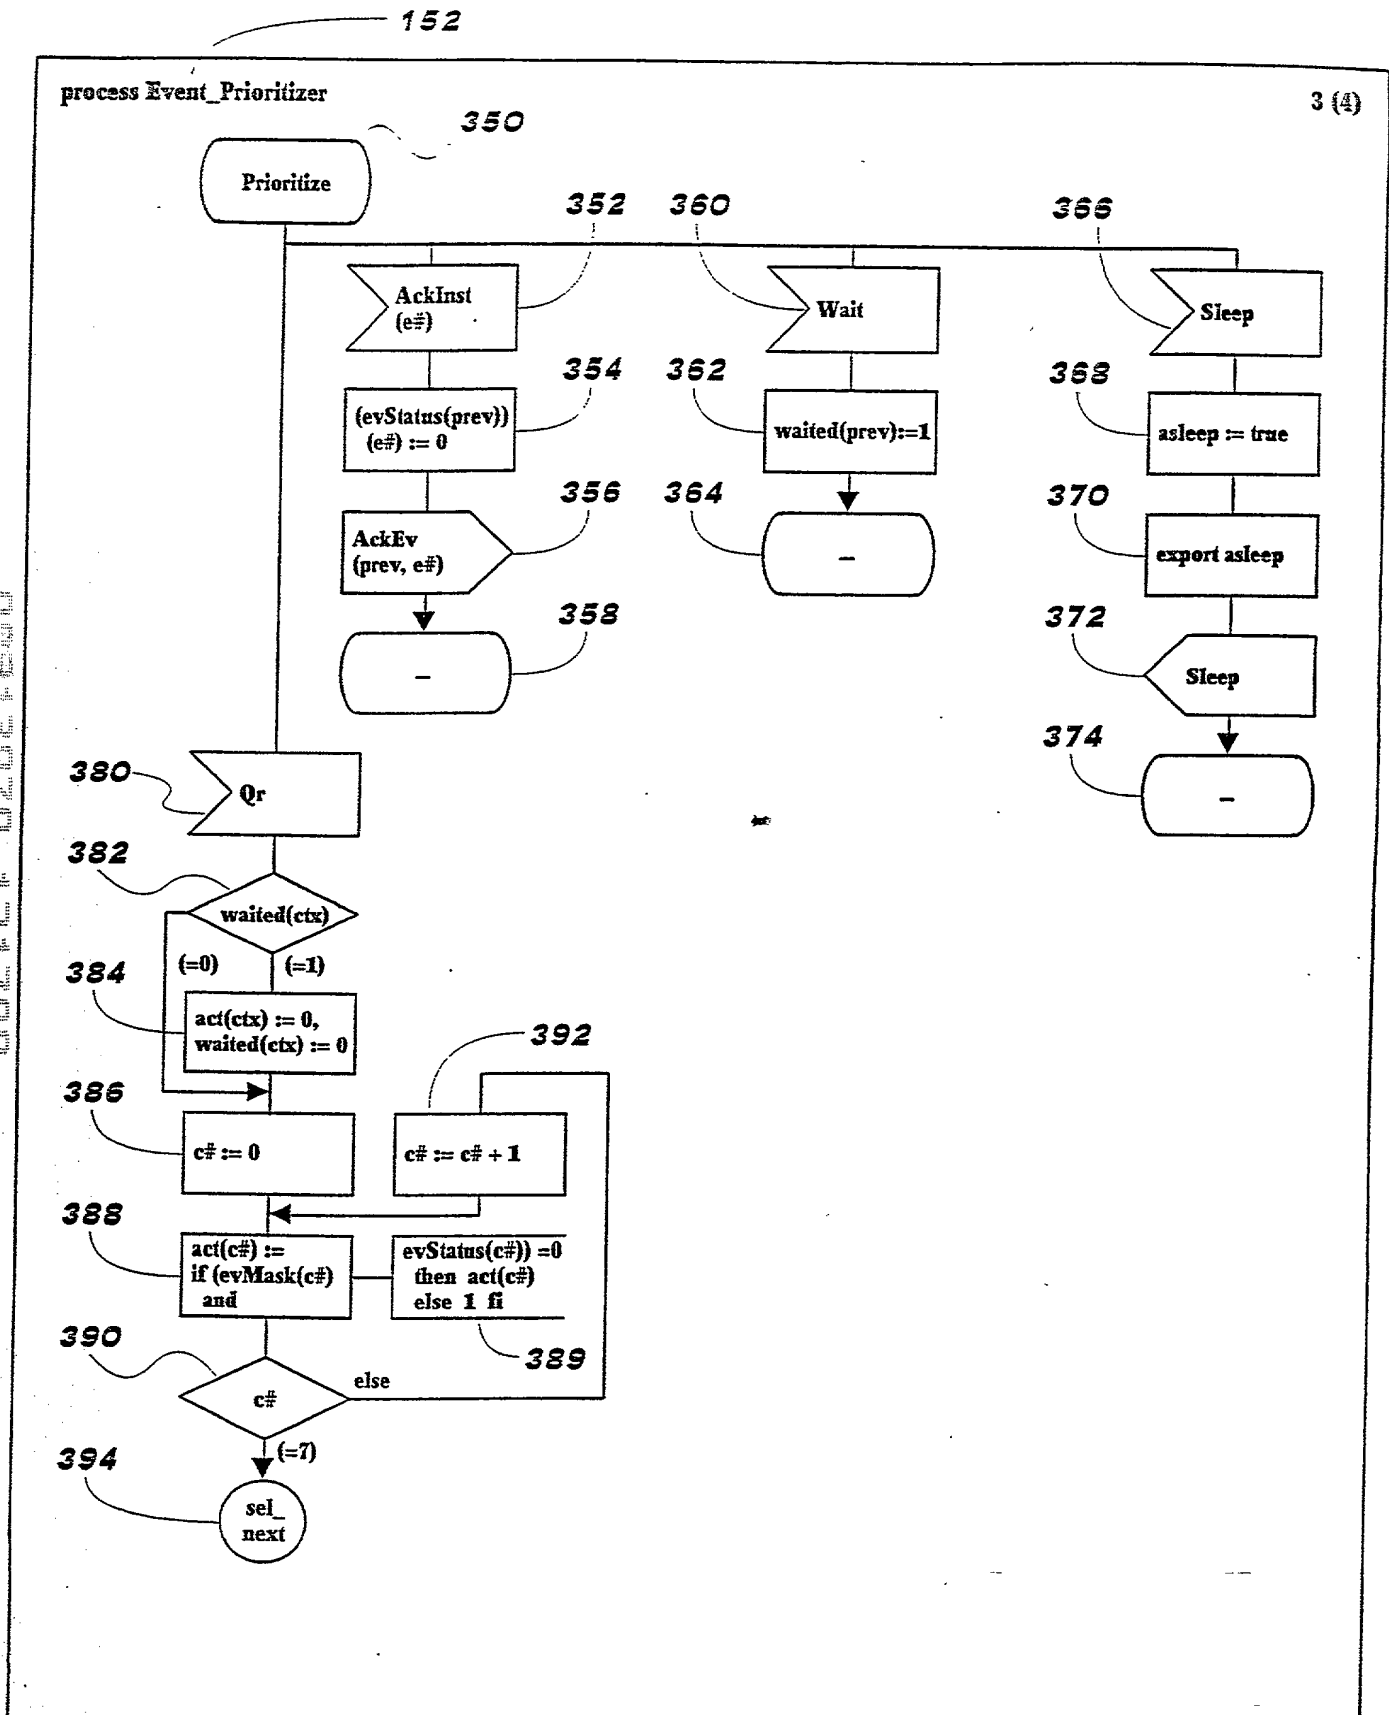 152
process Event_Prioritizer
3 (4)
350
Prioritize
352
360
366
AckInst
(e#)
Wait
Sleep
354
362
368
(evStatus(prev))
(e#) := 0
waited(prev):=1
asleep := true
356
364
370
AckEv
(prev, e#)
–
export asleep
358
372
–
Sleep
374
–
380
Qr
382
waited(ctx)
(=0)
(=1)
384
act(ctx) := 0,
waited(ctx) := 0
392
386
c# := 0
c# := c# + 1
388
act(c#) :=
if (evMask(c#)
and
evStatus(c#)) =0
then act(c#)
else 1 fi
389
390
c#
else
(=7)
394
sel_
next